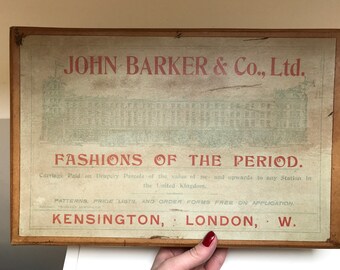 JOHN BARKER & Co., Ltd.
FASHIONS OF THE PERIOD.
Carriage Paid on Drapery Parcels of the value of and upwards to any Station in
the United Kingdom.
PATTERNS, PRICE LISTS, AND ORDER FORMS FREE ON APPLICATION.
KENSINGTON, LONDON, W.